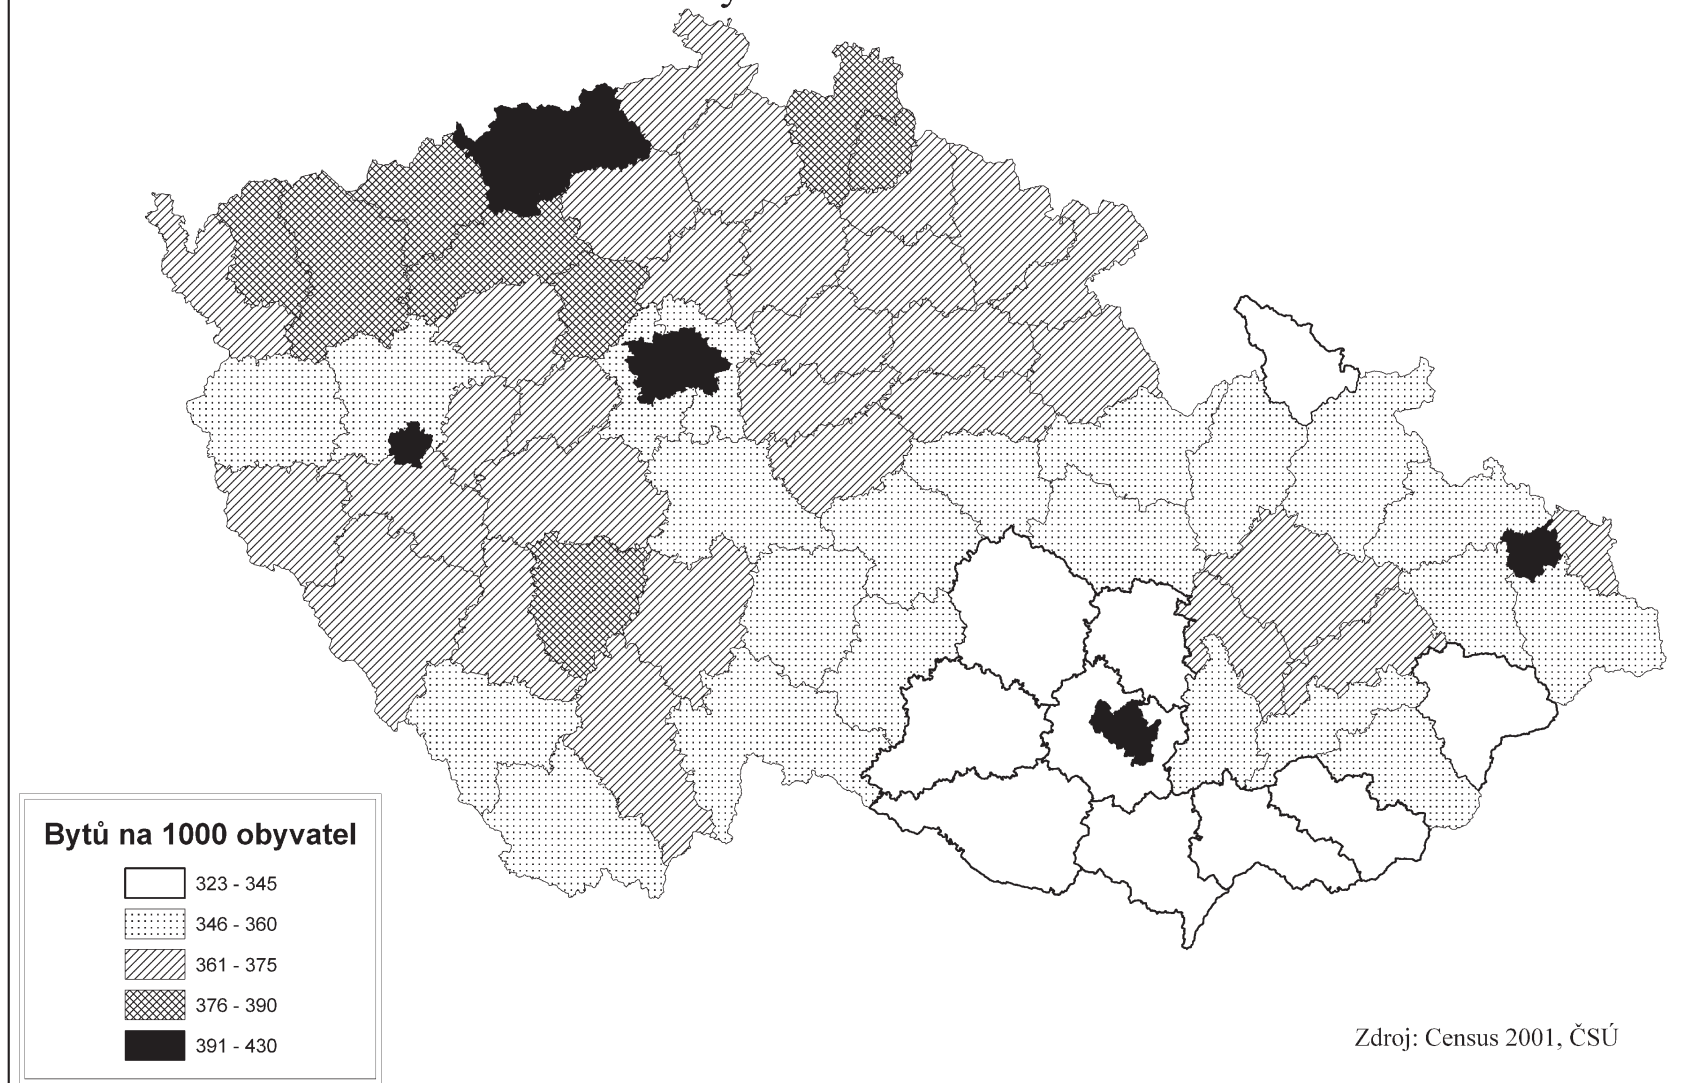 Bytů na 1000 obyvatel
323 - 345
346 - 360
361 - 375
376 - 390
391 - 430
Zdroj: Census 2001, ČSÚ